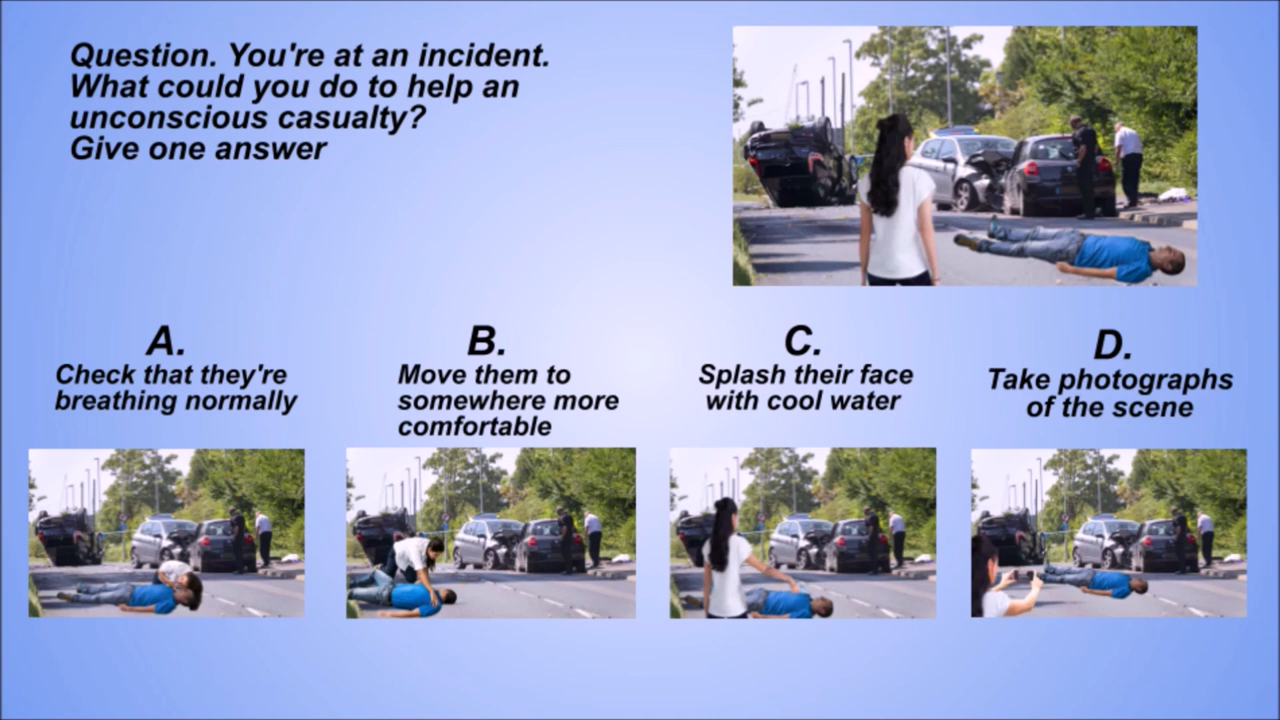 Question. You're at an incident.
What could you do to help an
unconscious casualty?
Give one answer
A.
Check that they're
breathing normally
B.
Move them to
somewhere more
comfortable
C.
Splash their face
with cool water
D.
Take photographs
of the scene